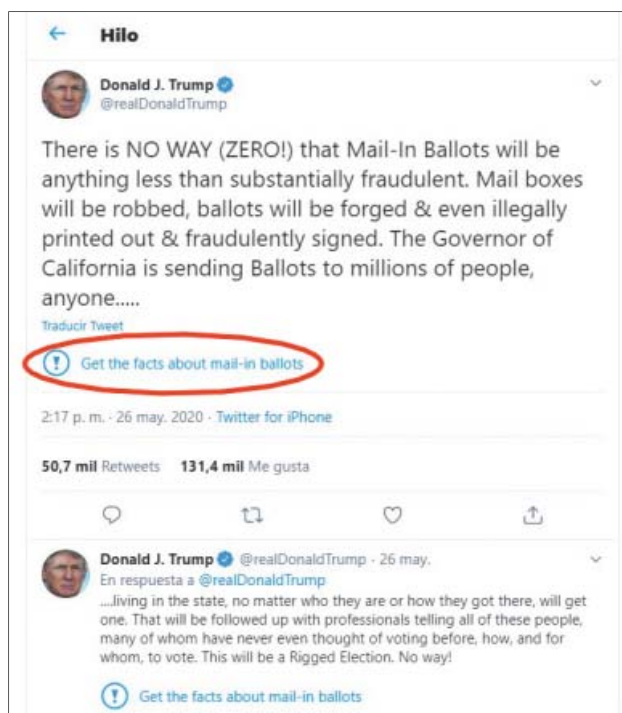 Hilo
Donald J. Trump
@realDonaldTrump
There is NO WAY (ZERO!) that Mail-In Ballots will be
anything less than substantially fraudulent. Mail boxes
will be robbed, ballots will be forged & even illegally
printed out & fraudulently signed. The Governor of
California is sending Ballots to millions of people,
anyone.....
Traducir Tweet
Get the facts about mail-in ballots
2:17 p. m. · 26 may. 2020 · Twitter for iPhone
50,7 mil Retweets 131,4 mil Me gusta
Donald J. Trump @realDonaldTrump · 26 may.
En respuesta a @realDonaldTrump
....living in the state, no matter who they are or how they got there, will get
one. That will be followed up with professionals telling all of these people,
many of whom have never even thought of voting before, how, and for
whom, to vote. This will be a Rigged Election. No way!
Get the facts about mail-in ballots